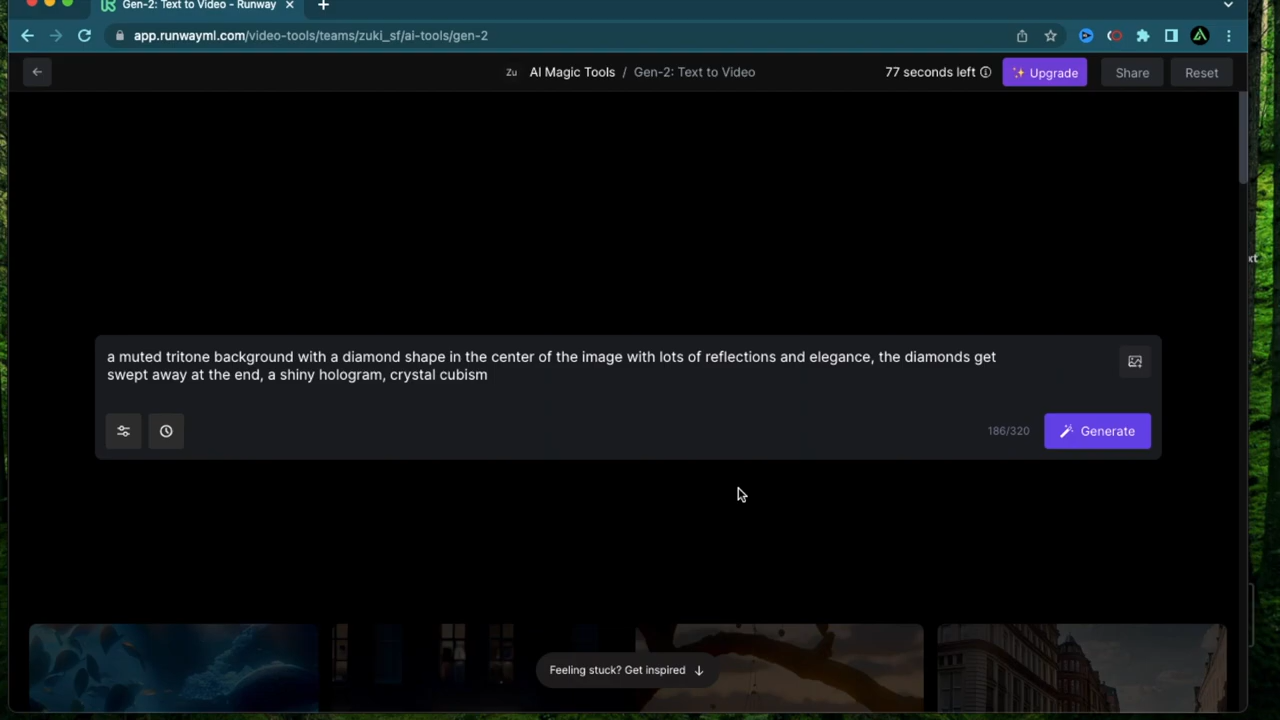 Gen-2: Text to Video - Runway
app.runwayml.com/video-tools/teams/zuki_sf/ai-tools/gen-2
Zu AI Magic Tools / Gen-2: Text to Video
77 seconds left
Upgrade
Share
Reset
xt
a muted tritone background with a diamond shape in the center of the image with lots of reflections and elegance, the diamonds get
swept away at the end, a shiny hologram, crystal cubism
186/320
Generate
Feeling stuck? Get inspired